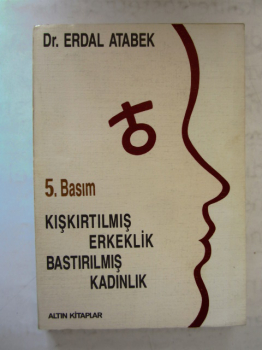 Dr. ERDAL ATABEK
5. Basım
KIŞKIRTILMIŞ
ERKEKLİK
BASTIRILMIŞ
KADINLIK
ALTIN KİTAPLAR